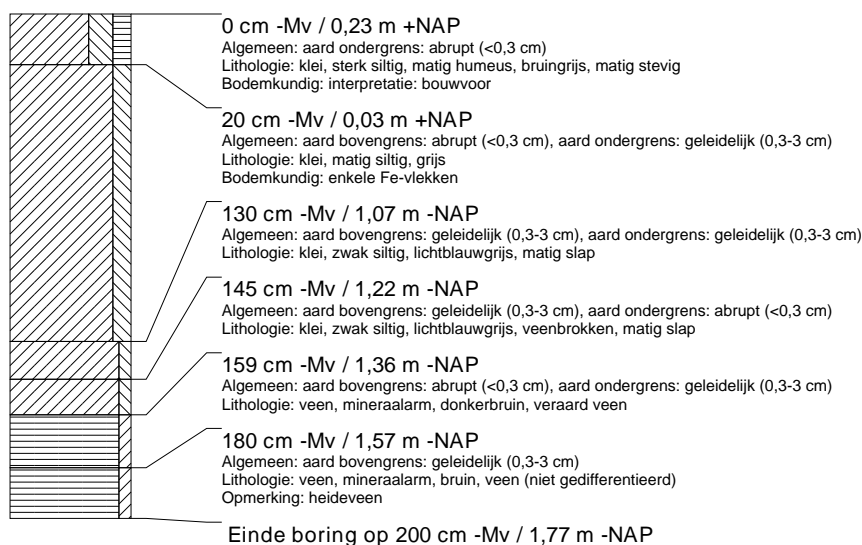 0 cm -Mv / 0,23 m +NAP
Algemeen: aard ondergrens: abrupt (<0,3 cm)
Lithologie: klei, sterk siltig, matig humeus, bruingrijs, matig stevig
Bodemkundig: interpretatie: bouwvoor
20 cm -Mv / 0,03 m +NAP
Algemeen: aard bovengrens: abrupt (<0,3 cm), aard ondergrens: geleidelijk (0,3-3 cm)
Lithologie: klei, matig siltig, grijs
Bodemkundig: enkele Fe-vlekken
130 cm -Mv / 1,07 m -NAP
Algemeen: aard bovengrens: geleidelijk (0,3-3 cm), aard ondergrens: geleidelijk (0,3-3 cm)
Lithologie: klei, zwak siltig, lichtblauwgrijs, matig slap
145 cm -Mv / 1,22 m -NAP
Algemeen: aard bovengrens: geleidelijk (0,3-3 cm), aard ondergrens: abrupt (<0,3 cm)
Lithologie: klei, zwak siltig, lichtblauwgrijs, veenbrokken, matig slap
159 cm -Mv / 1,36 m -NAP
Algemeen: aard bovengrens: abrupt (<0,3 cm), aard ondergrens: geleidelijk (0,3-3 cm)
Lithologie: veen, mineraalarm, donkerbruin, veraard veen
180 cm -Mv / 1,57 m -NAP
Algemeen: aard bovengrens: geleidelijk (0,3-3 cm)
Lithologie: veen, mineraalarm, bruin, veen (niet gedifferentieerd)
Opmerking: heideveen
Einde boring op 200 cm -Mv / 1,77 m -NAP